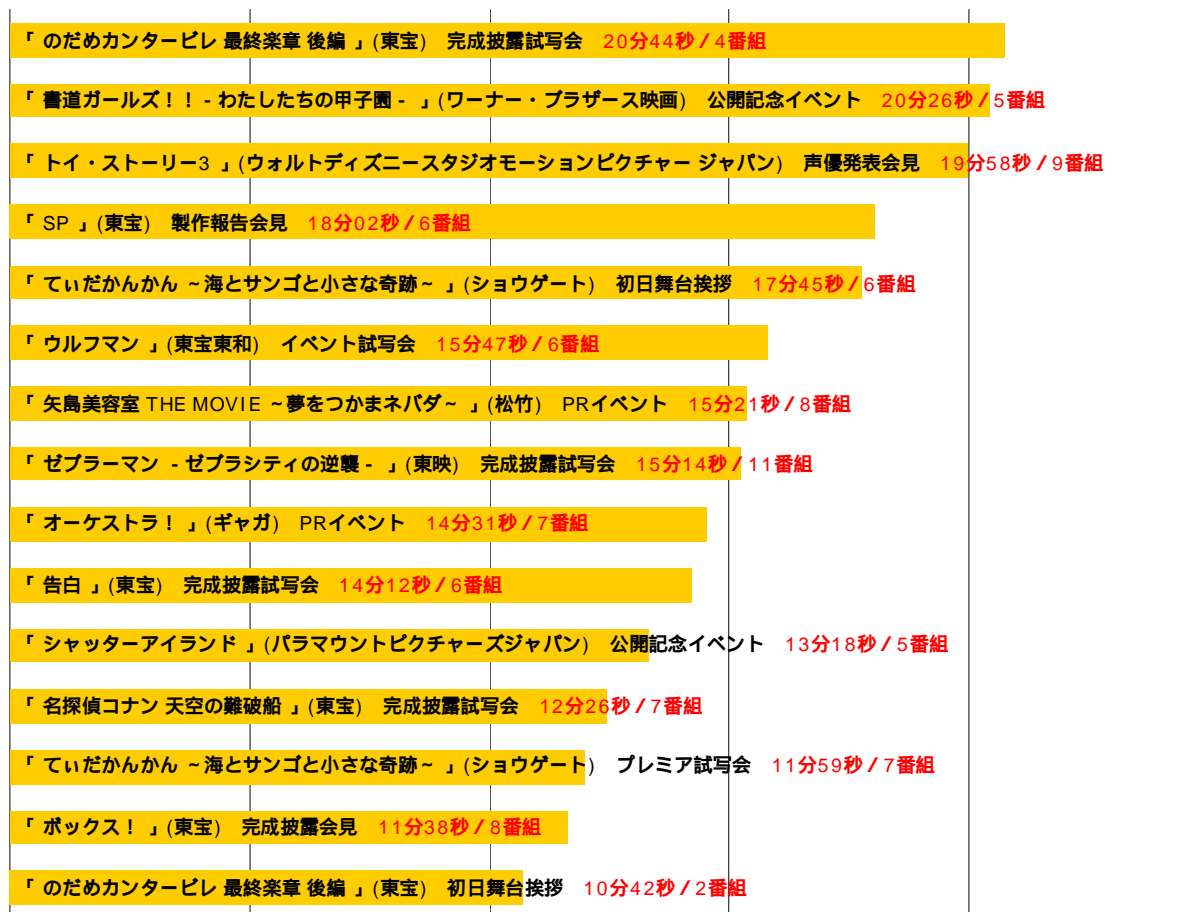 「 のだめカンタービレ 最終楽章 後編 」(東宝) 完成披露試写会 20分44秒／4番組
「 書道ガールズ！！ - わたしたちの甲子園 - 」(ワーナー・ブラザース映画) 公開記念イベント 20分26秒／5番組
「 トイ・ストーリー3 」(ウォルトディズニースタジオモーションピクチャー ジャパン) 声優発表会見 19分58秒／9番組
「 SP 」(東宝) 製作報告会見 18分02秒／6番組
「 てぃだかんかん ~海とサンゴと小さな奇跡~ 」(ショウゲート) 初日舞台挨拶 17分45秒／6番組
「 ウルフマン 」(東宝東和) イベント試写会 15分47秒／6番組
「 矢島美容室 THE MOVIE ~夢をつかまネバダ~ 」(松竹) PRイベント 15分21秒／8番組
「 ゼブラーマン - ゼブラシティの逆襲 - 」(東映) 完成披露試写会 15分14秒／11番組
「 オーケストラ！ 」(ギャガ) PRイベント 14分31秒／7番組
「 告白 」(東宝) 完成披露試写会 14分12秒／6番組
「 シャッターアイランド 」(パラマウントピクチャーズジャパン) 公開記念イベント 13分18秒／5番組
「 名探偵コナン 天空の難破船 」(東宝) 完成披露試写会 12分26秒／7番組
「 てぃだかんかん ~海とサンゴと小さな奇跡~ 」(ショウゲート) プレミア試写会 11分59秒／7番組
「 ボックス！ 」(東宝) 完成披露会見 11分38秒／8番組
「 のだめカンタービレ 最終楽章 後編 」(東宝) 初日舞台挨拶 10分42秒／2番組